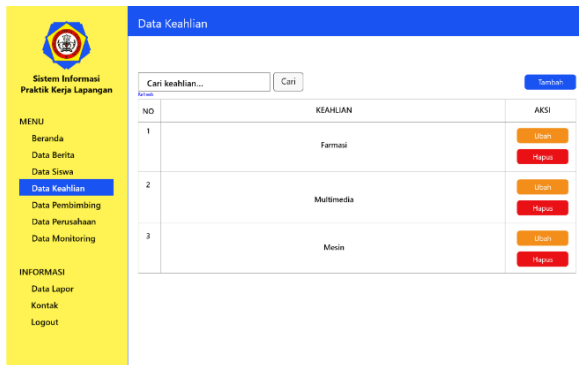 Data Keahlian
Sistem Informasi
Praktik Kerja Lapangan
MENU
Beranda
Data Berita
Data Siswa
Data Keahlian
Data Pembimbing
Data Perusahaan
Data Monitoring
INFORMASI
Data Lapor
Kontak
Logout
Cari keahlian...
Cari
Tambah
Refresh
NO KEAHLIAN AKSI
1 Farmasi Ubah
Hapus
2 Multimedia Ubah
Hapus
3 Mesin Ubah
Hapus